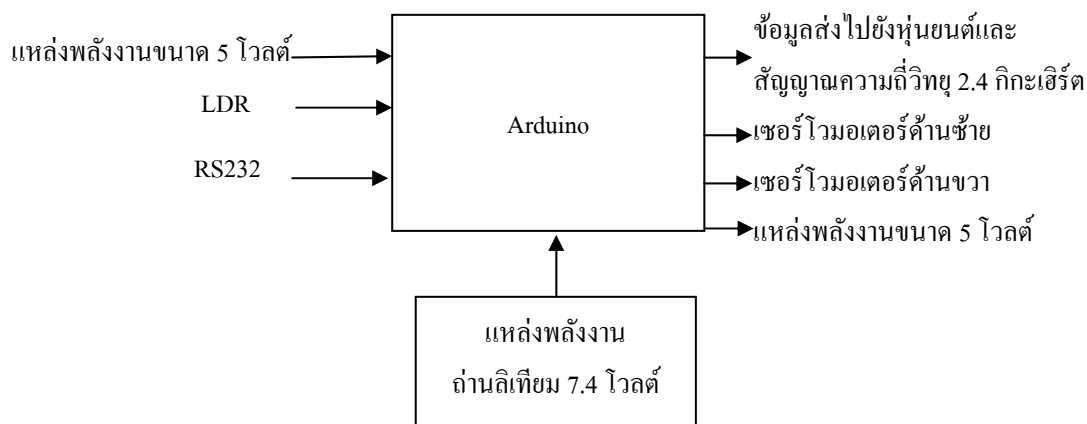 แหล่งพลังงานขนาด 5 โวลต์
LDR
RS232
Arduino
ข้อมูลส่งไปยังหุ่นยนต์และ
สัญญาณความถี่วิทยุ 2.4 กิกะเฮิร์ต
เซอร์โวมอเตอร์ด้านซ้าย
เซอร์โวมอเตอร์ด้านขวา
แหล่งพลังงานขนาด 5 โวลต์
แหล่งพลังงาน
ถ่านลิเทียม 7.4 โวลต์